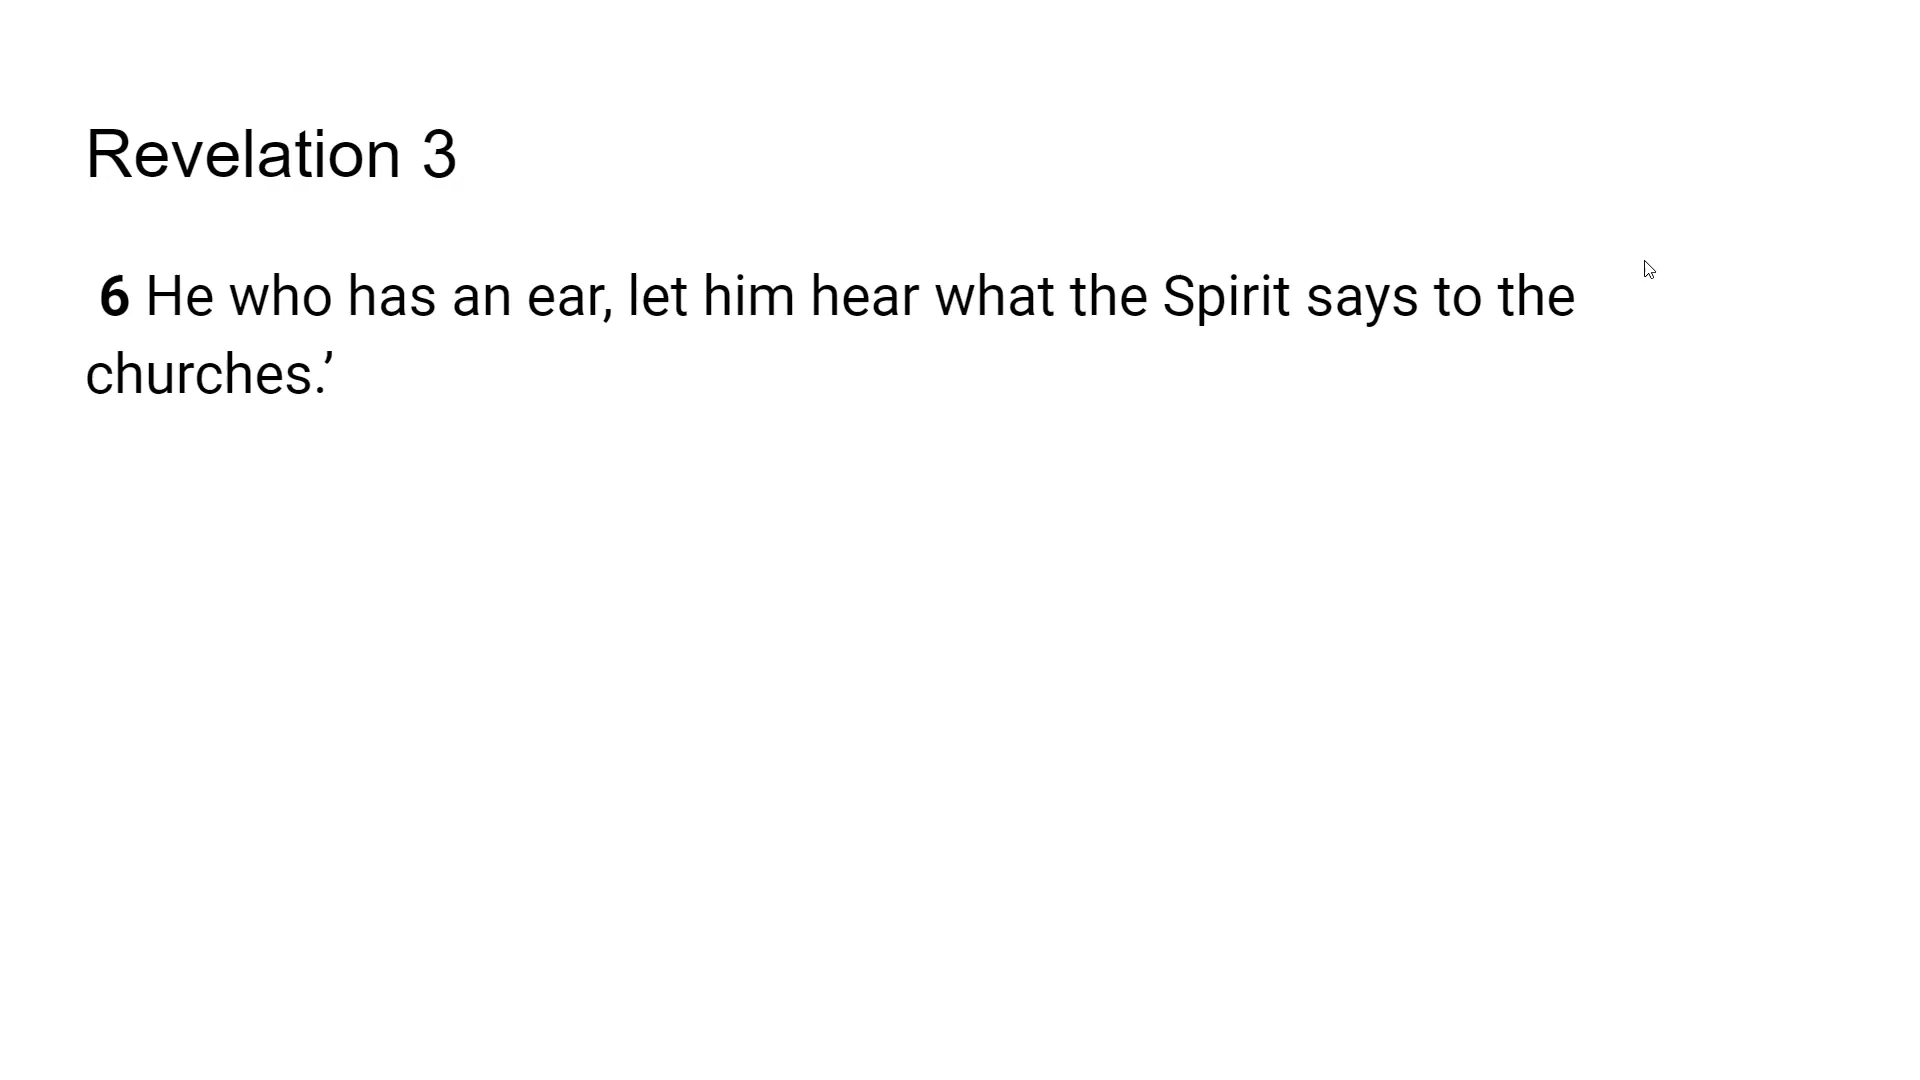 Revelation 3
6 He who has an ear, let him hear what the Spirit says to the
churches.’